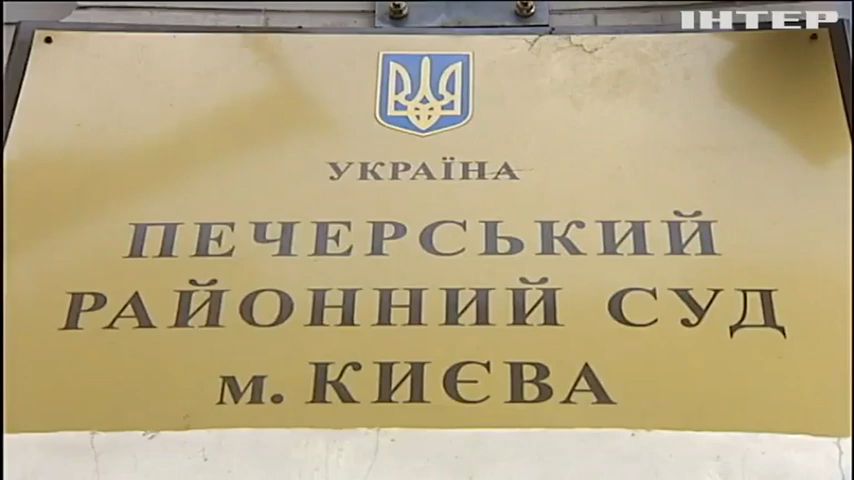 ІНТЕР
УКРАЇНА
ПЕЧЕРСЬКИЙ
РАЙОННИЙ СУД
м. КИЄВА